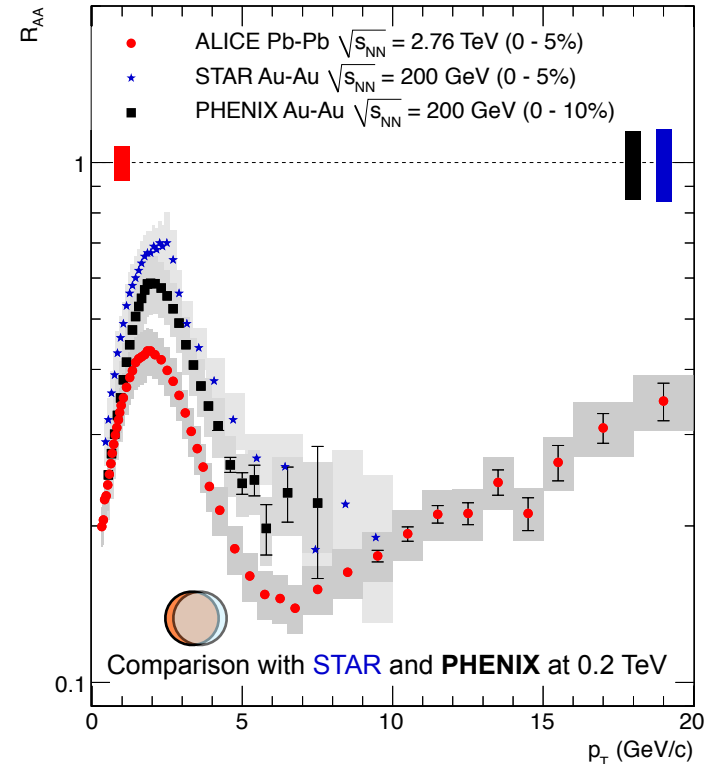 R_AA
ALICE Pb-Pb √s_NN = 2.76 TeV (0 - 5%)
STAR Au-Au √s_NN = 200 GeV (0 - 5%)
PHENIX Au-Au √s_NN = 200 GeV (0 - 10%)
1
Comparison with STAR and PHENIX at 0.2 TeV
0.1
0 5 10 15 20
p_T (GeV/c)